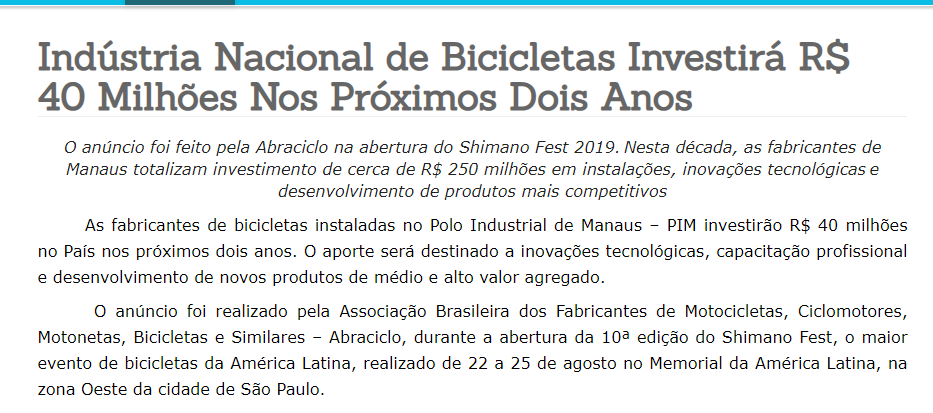 Indústria Nacional de Bicicletas Investirá R$
40 Milhões Nos Próximos Dois Anos
O anúncio foi feito pela Abraciclo na abertura do Shimano Fest 2019. Nesta década, as fabricantes de
Manaus totalizam investimento de cerca de R$ 250 milhões em instalações, inovações tecnológicas e
desenvolvimento de produtos mais competitivos
As fabricantes de bicicletas instaladas no Polo Industrial de Manaus – PIM investirão R$ 40 milhões
no País nos próximos dois anos. O aporte será destinado a inovações tecnológicas, capacitação profissional
e desenvolvimento de novos produtos de médio e alto valor agregado.
O anúncio foi realizado pela Associação Brasileira dos Fabricantes de Motocicletas, Ciclomotores,
Motonetas, Bicicletas e Similares – Abraciclo, durante a abertura da 10ª edição do Shimano Fest, o maior
evento de bicicletas da América Latina, realizado de 22 a 25 de agosto no Memorial da América Latina, na
zona Oeste da cidade de São Paulo.